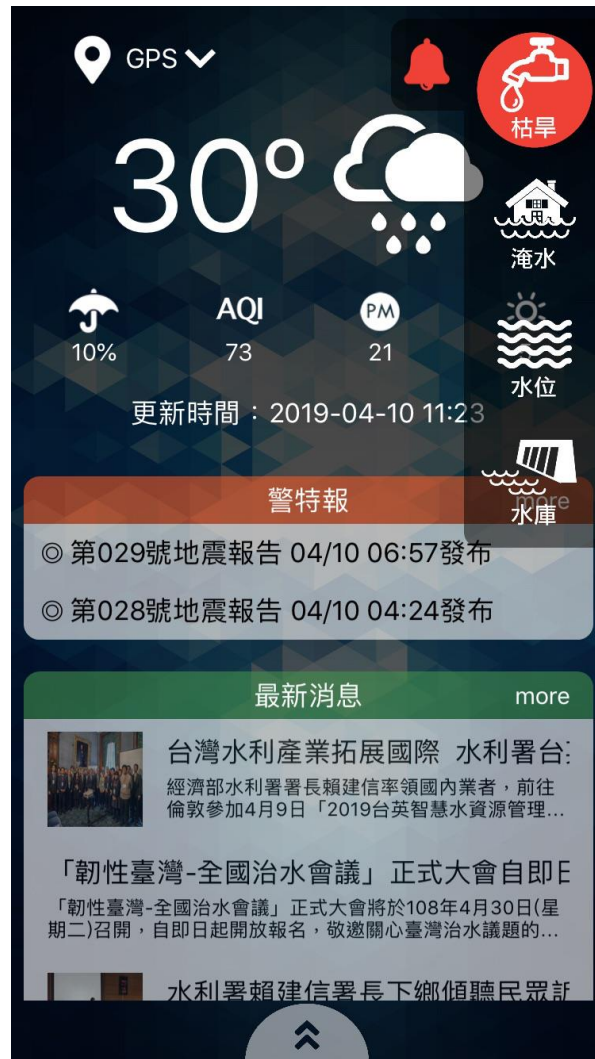 GPS
枯旱
30°
淹水
AQI
PM
10%
73
21
水位
更新時間：2019-04-10 11:23
警特報
more
水庫
◎ 第029號地震報告 04/10 06:57發布
◎ 第028號地震報告 04/10 04:24發布
最新消息
more
台灣水利產業拓展國際 水利署台
經濟部水利署署長賴建信率領國內業者，前往
倫敦參加4月9日「2019台英智慧水資源管理...
「韌性臺灣-全國治水會議」正式大會自即日
「韌性臺灣-全國治水會議」正式大會將於108年4月30日(星
期二)召開，自即日起開放報名，敬邀關心臺灣治水議題的...
水利署賴建信署長下鄉傾聽民眾